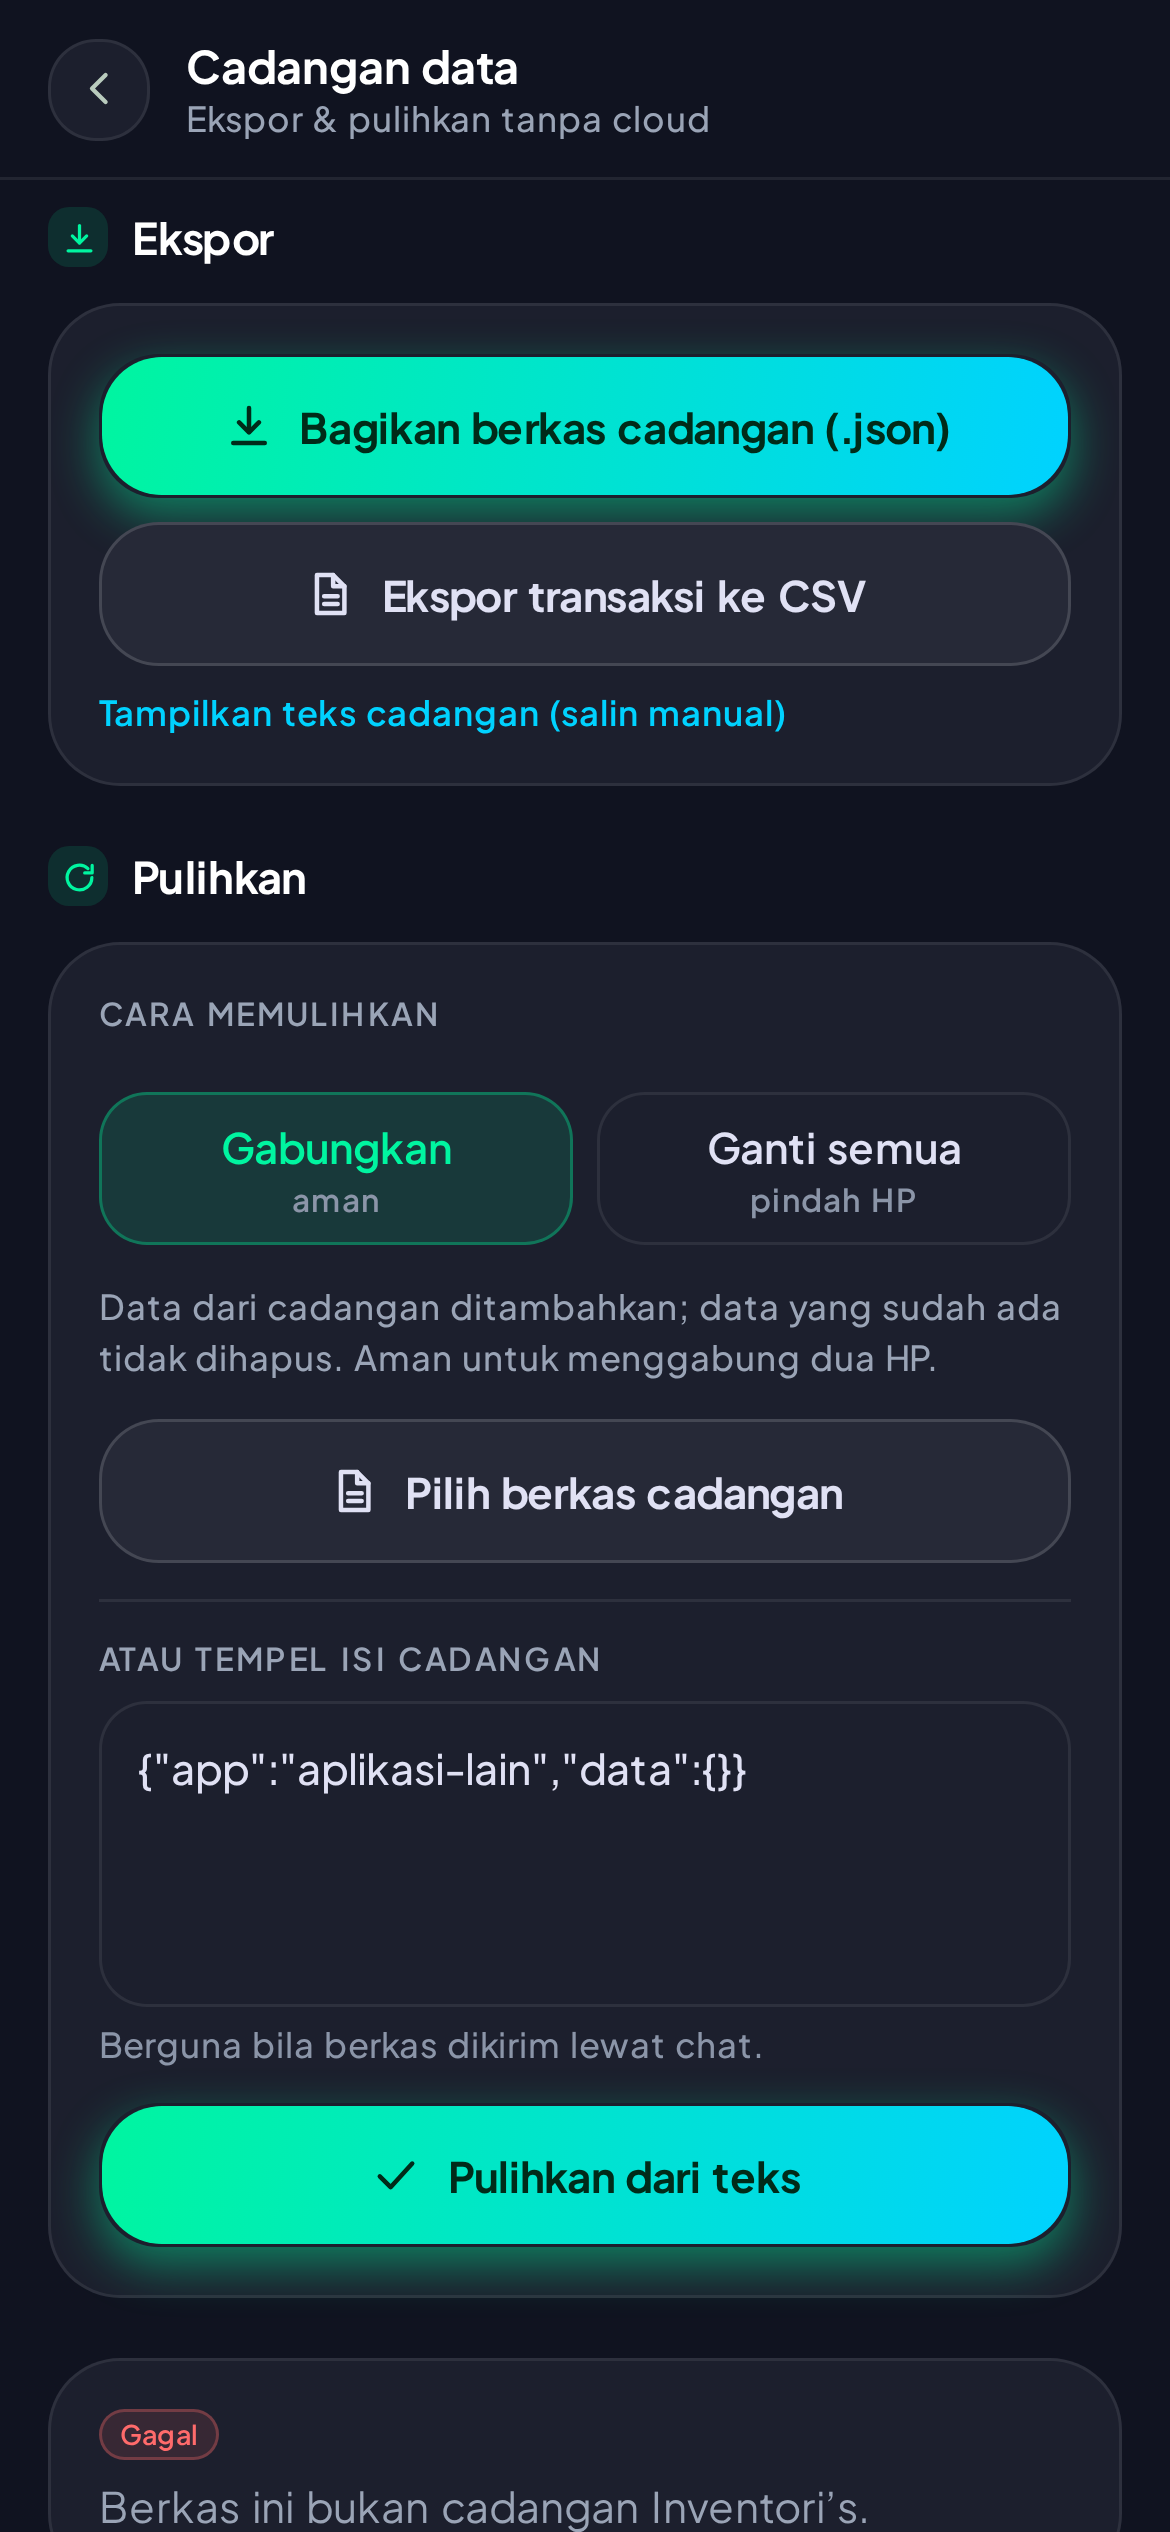 Cadangan data
Ekspor & pulihkan tanpa cloud
Ekspor
Bagikan berkas cadangan (.json)
Ekspor transaksi ke CSV
Tampilkan teks cadangan (salin manual)
Pulihkan
CARA MEMULIHKAN
Gabungkan
aman
Ganti semua
pindah HP
Data dari cadangan ditambahkan; data yang sudah ada
tidak dihapus. Aman untuk menggabung dua HP.
Pilih berkas cadangan
ATAU TEMPEL ISI CADANGAN
{"app":"aplikasi-lain","data":{}}
Berguna bila berkas dikirim lewat chat.
Pulihkan dari teks
Gagal
Berkas ini bukan cadangan Inventori’s.